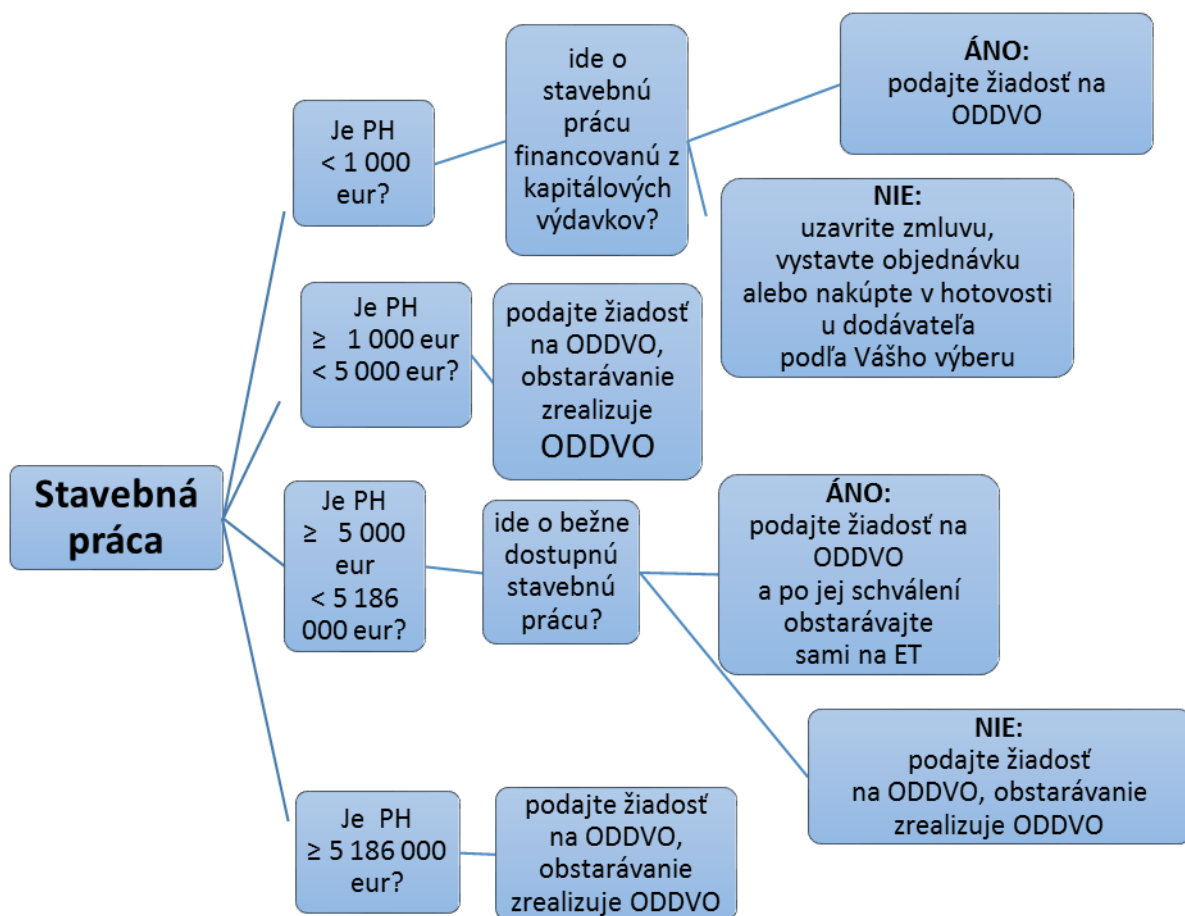 Stavebná
práca
Je PH
< 1 000
eur?
ide o
stavebnú
prácu
financovanú z
kapitálových
výdavkov?
ÁNO:
podajte žiadosť na
ODDVO
NIE:
uzavrite zmluvu,
vystavte objednávku
alebo nakúpte v hotovosti
u dodávateľa
podľa Vášho výberu
Je PH
≥ 1 000 eur
< 5 000 eur?
podajte žiadosť
na ODDVO,
obstarávanie
zrealizuje
ODDVO
Je PH
≥ 5 000
eur
< 5 186
000 eur?
ide o bežne
dostupnú
stavebnú
prácu?
ÁNO:
podajte žiadosť na
ODDVO
a po jej schválení
obstarávajte
sami na ET
NIE:
podajte žiadosť
na ODDVO, obstarávanie
zrealizuje ODDVO
Je PH
≥ 5 186 000
eur?
podajte žiadosť
na ODDVO,
obstarávanie
zrealizuje ODDVO